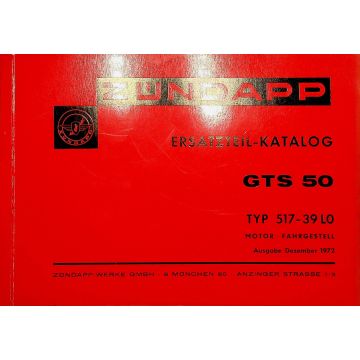 ZÜNDAPP
ZÜNDAPP
ERSATZTEIL-KATALOG
GTS 50
TYP 517-39 L0
MOTOR · FAHRGESTELL
Ausgabe Dezember 1973
ZÜNDAPP-WERKE GMBH · 8 MÜNCHEN 80 · ANZINGER STRASSE 1-3